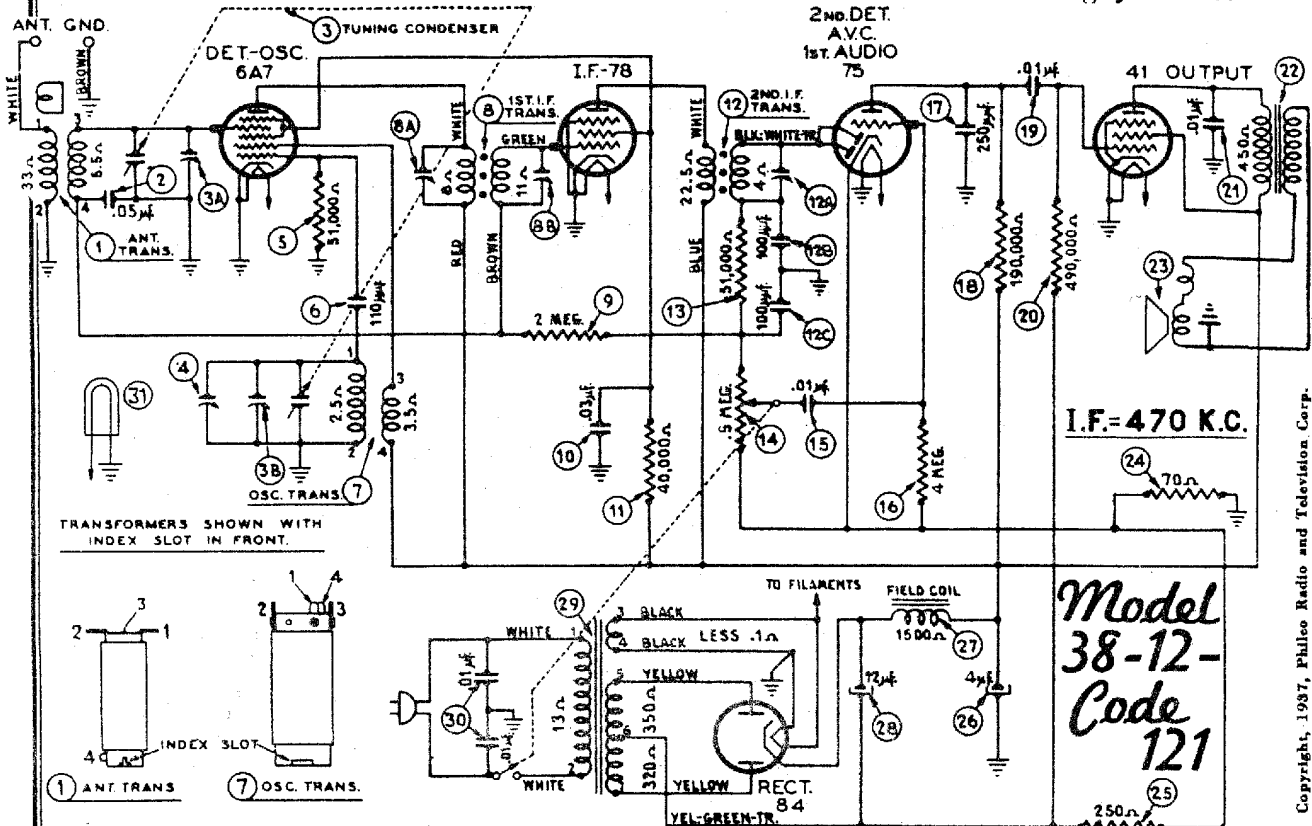 ANT. GND.
3 TUNING CONDENSER
2ND. DET.
A.V.C.
1ST. AUDIO
75
DET-OSC.
6A7
I.F.-78
41 OUTPUT
22
WHITE
BROWN
8A
WHITE
8
1ST. I.F.
TRANS.
GREEN
WHITE
12
2ND. I.F.
TRANS.
BLK-WHITE-TR.
17
250µµf.
.01µf.
19
.01µf.
21
450Ω
1
3
33Ω
6.5Ω
2
4
2
.05µf.
3A
1 ANT.
TRANS.
5
51,000Ω
8Ω
11Ω
8B
22.5Ω
4Ω
12A
RED
BROWN
BLUE
13
51,000Ω
100µµf.
12B
100µµf.
12C
18
190,000Ω
20
490,000Ω
23
6
110µµf.
9
2 MEG.
31
4
3B
1
2.5Ω
2
3
3.5Ω
4
OSC. TRANS. 7
.03µf.
10
11
40,000Ω
.5 MEG.
14
.01µf.
15
16
4 MEG.
I.F.=470 K.C.
24
70Ω
TRANSFORMERS SHOWN WITH
INDEX SLOT IN FRONT.
3
2
1
4
1 4
2 3
INDEX SLOT
1 ANT. TRANS
7 OSC. TRANS.
TO FILAMENTS
FIELD COIL
1500Ω
27
29
WHITE
1
3 BLACK
4 BLACK
LESS .1Ω
5 YELLOW
.01µf.
30
.01µf.
13Ω
2
WHITE
350Ω
6
320Ω
YELLOW
YEL-GREEN-TR.
RECT.
84
12µf.
28
4µf.
26
250Ω
25
Model
38-12-
Code
121
Copyright, 1937, Philco Radio and Television Corp.